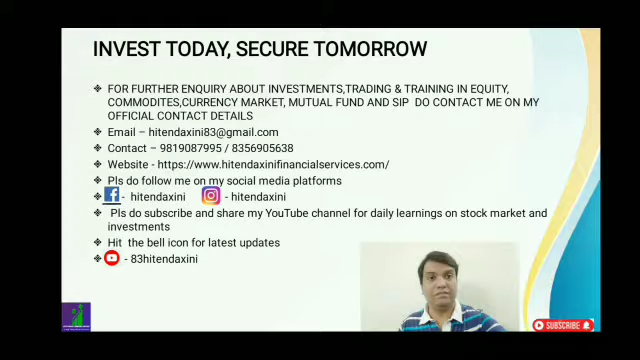 INVEST TODAY, SECURE TOMORROW
FOR FURTHER ENQUIRY ABOUT INVESTMENTS,TRADING & TRAINING IN EQUITY,
COMMODITES,CURRENCY MARKET, MUTUAL FUND AND SIP DO CONTACT ME ON MY
OFFICIAL CONTACT DETAILS
Email – hitendaxini83@gmail.com
Contact – 9819087995 / 8356905638
Website - https://www.hitendaxinifinancialservices.com/
Pls do follow me on my social media platforms
- hitendaxini - hitendaxini
Pls do subscribe and share my YouTube channel for daily learnings on stock market and
investments
Hit the bell icon for latest updates
- 83hitendaxini
SUBSCRIBE